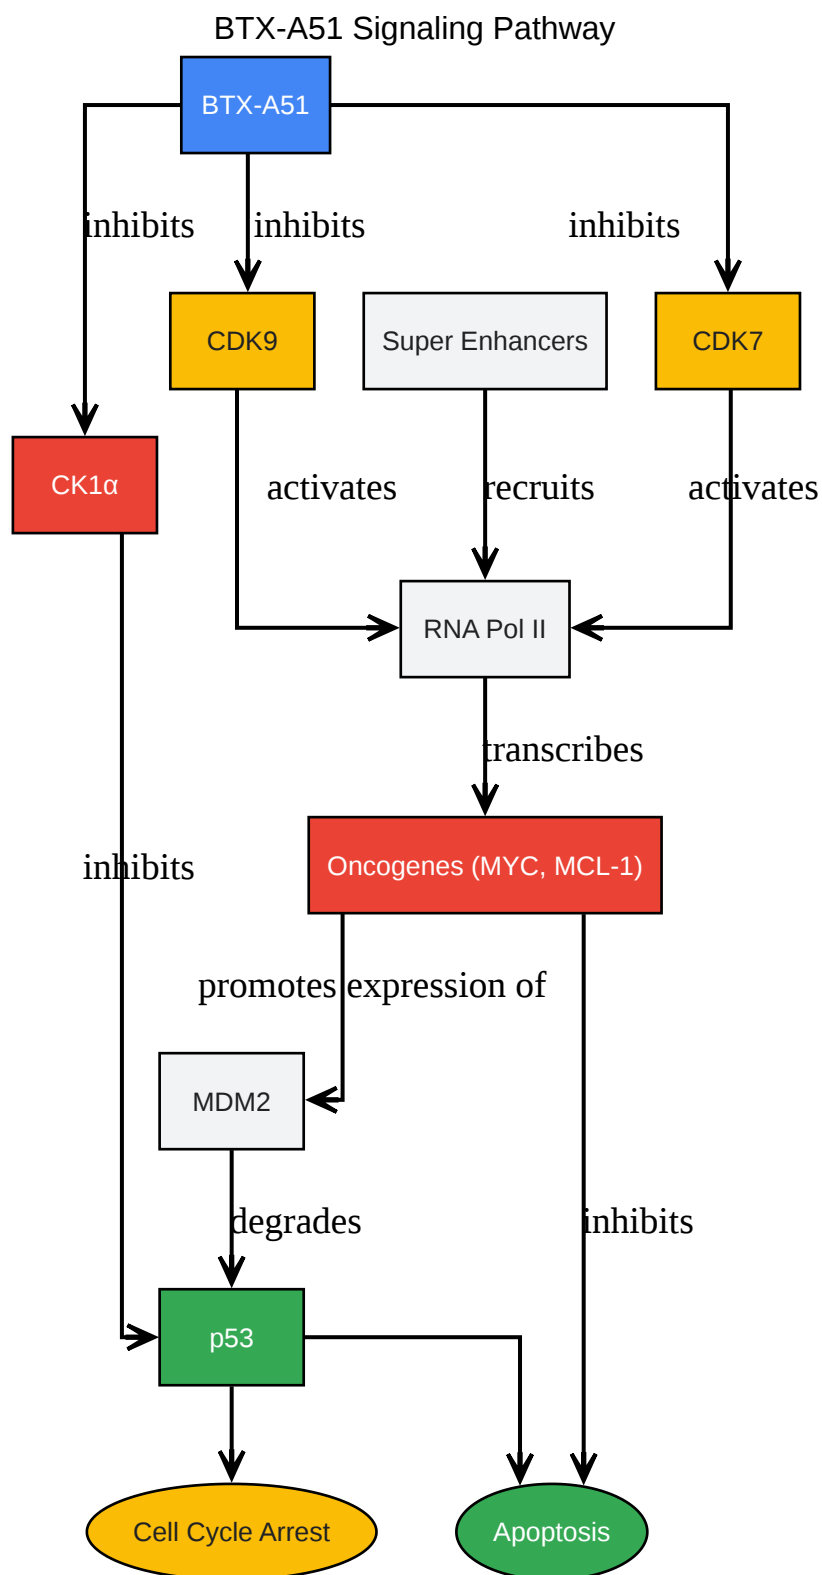 BTX-A51 Signaling Pathway
BTX-A51
inhibits
inhibits
inhibits
CDK9
Super Enhancers
CDK7
CK1α
activates
recruits
activates
RNA Pol II
transcribes
inhibits
Oncogenes (MYC, MCL-1)
promotes expression of
MDM2
degrades
inhibits
p53
Cell Cycle Arrest
Apoptosis